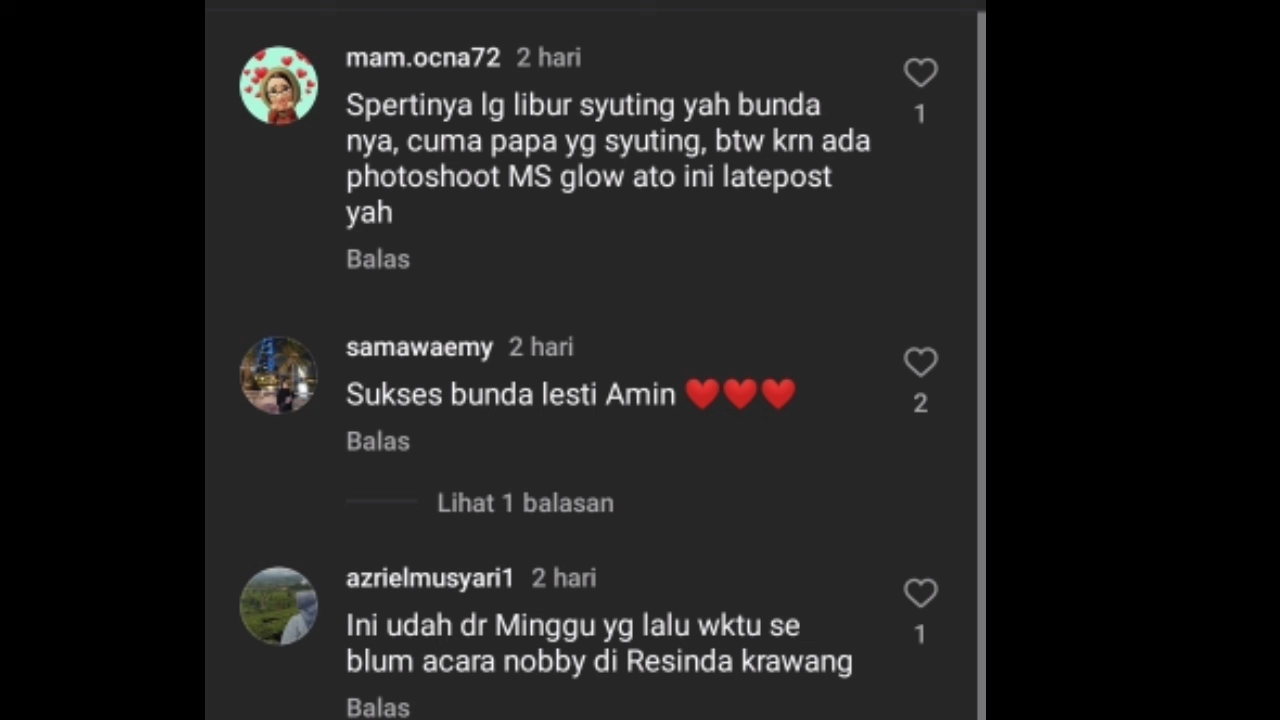 mam.ocna72 2 hari
Spertinya lg libur syuting yah bunda
nya, cuma papa yg syuting, btw krn ada
photoshoot MS glow ato ini latepost
yah
1
Balas
samawaemy 2 hari
Sukses bunda lesti Amin ❤️❤️❤️
2
Balas
Lihat 1 balasan
azrielmusyari1 2 hari
Ini udah dr Minggu yg lalu wktu se
blum acara nobby di Resinda krawang
1
Balas